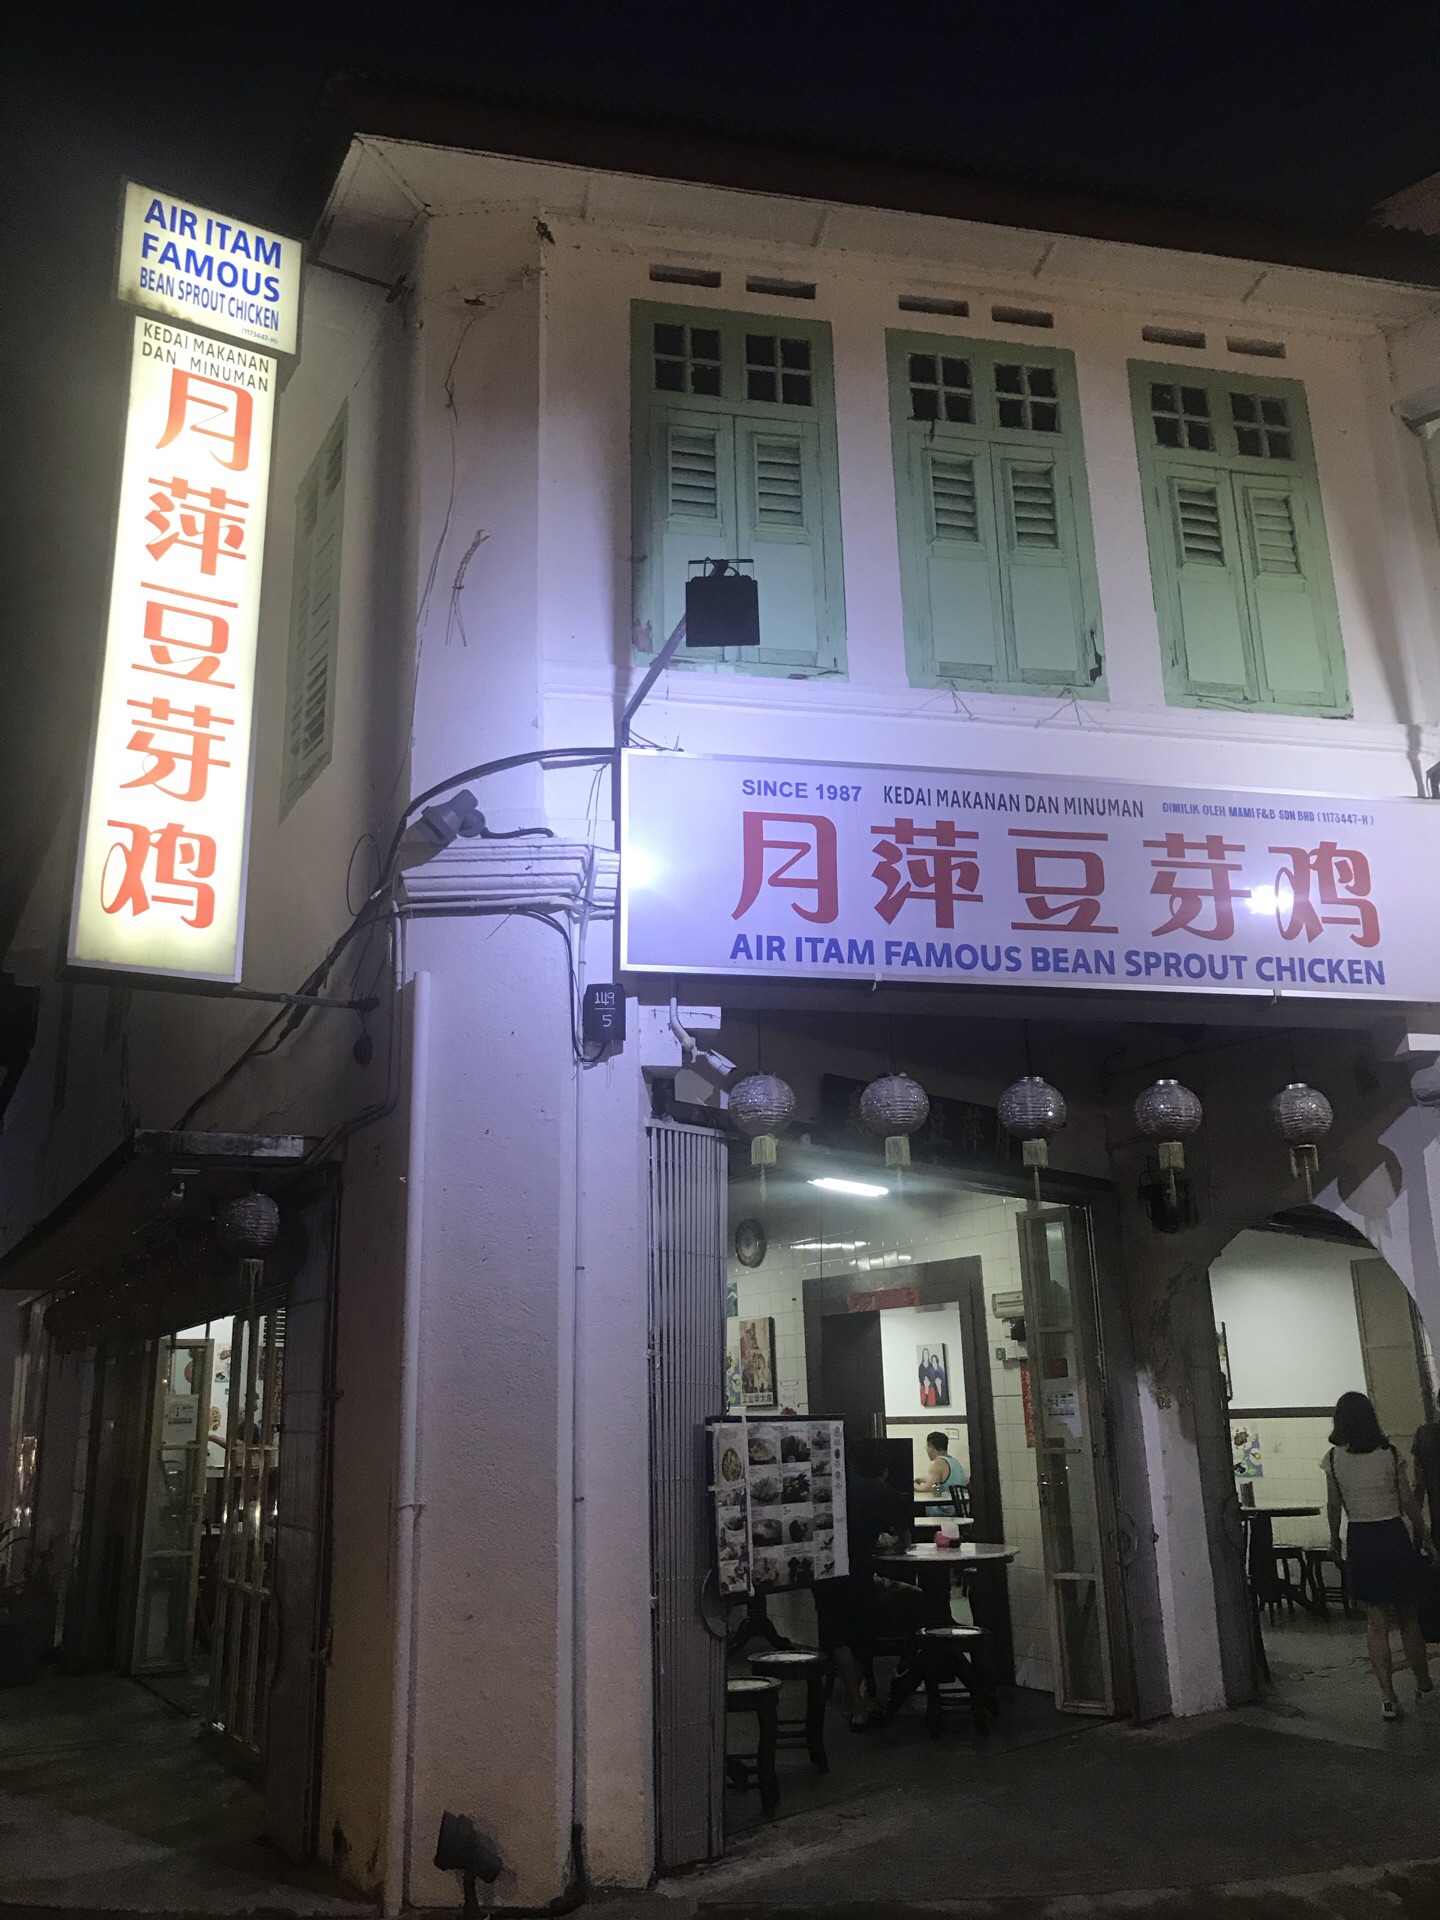 AIR ITAM
FAMOUS
BEAN SPROUT CHICKEN
(1173447-H)
KEDAI MAKANAN
DAN MINUMAN
月萍豆芽鸡
SINCE 1987 KEDAI MAKANAN DAN MINUMAN DIMILIK OLEH MAMI F&B SDN BHD (1173447-H)
月萍豆芽鸡
AIR ITAM FAMOUS BEAN SPROUT CHICKEN
149
5